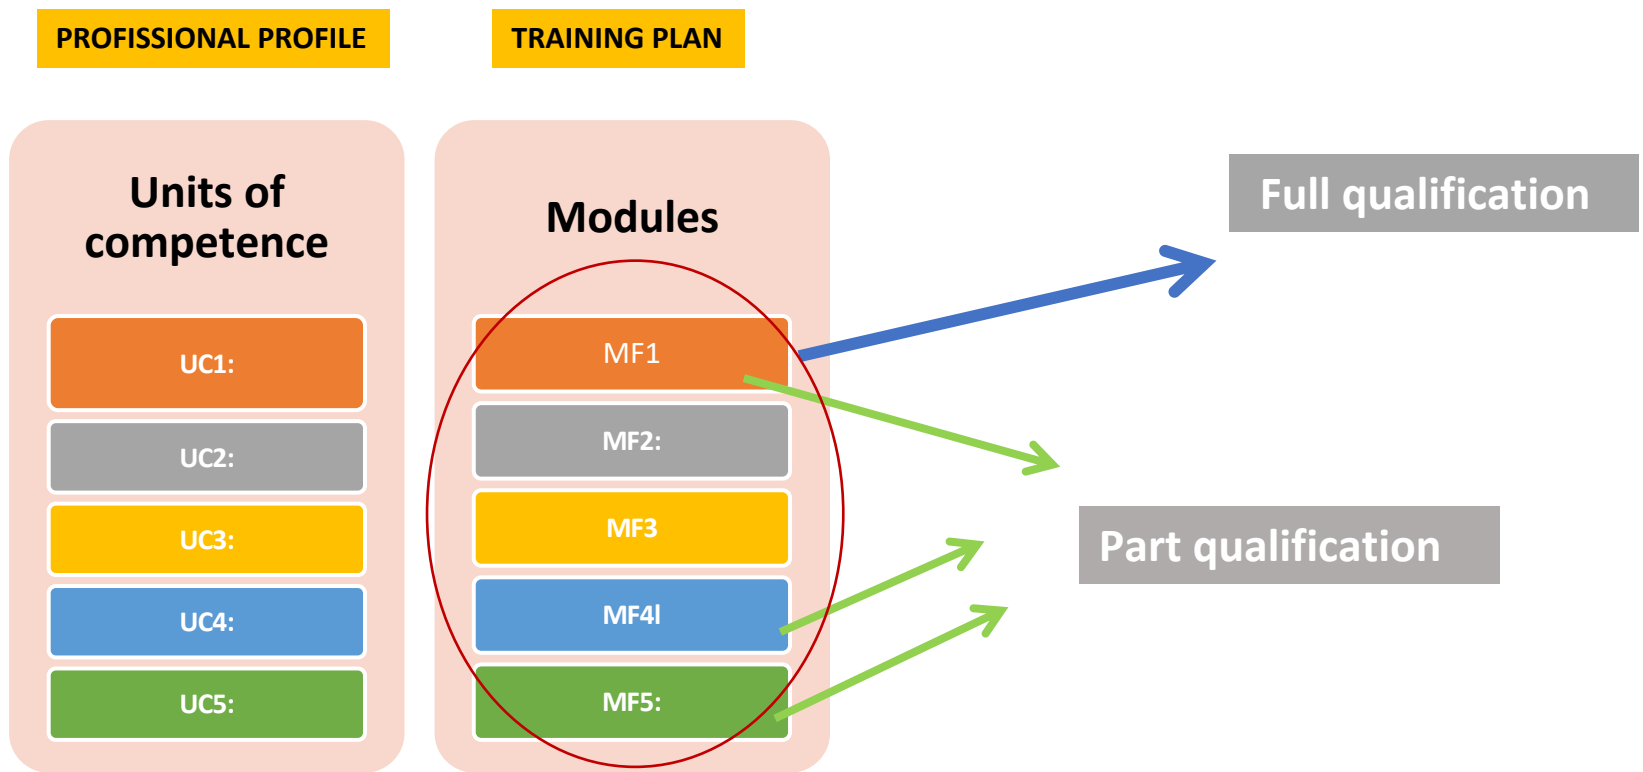 PROFISSIONAL PROFILE
TRAINING PLAN
Units of
competence
UC1:
UC2:
UC3:
UC4:
UC5:
Modules
MF1
MF2:
MF3
MF4l
MF5:
Full qualification
Part qualification